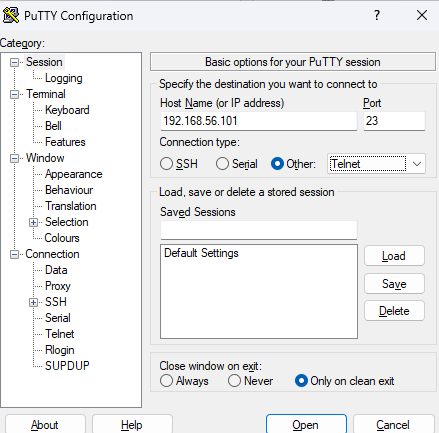 PuTTY Configuration
?
Category:
Session
Logging
Terminal
Keyboard
Bell
Features
Window
Appearance
Behaviour
Translation
Selection
Colours
Connection
Data
Proxy
SSH
Serial
Telnet
Rlogin
SUPDUP
Basic options for your PuTTY session
Specify the destination you want to connect to
Host Name (or IP address) Port
192.168.56.101 23
Connection type:
SSH Serial Other: Telnet
Load, save or delete a stored session
Saved Sessions
Default Settings
Load
Save
Delete
Close window on exit:
Always Never Only on clean exit
About Help Open Cancel